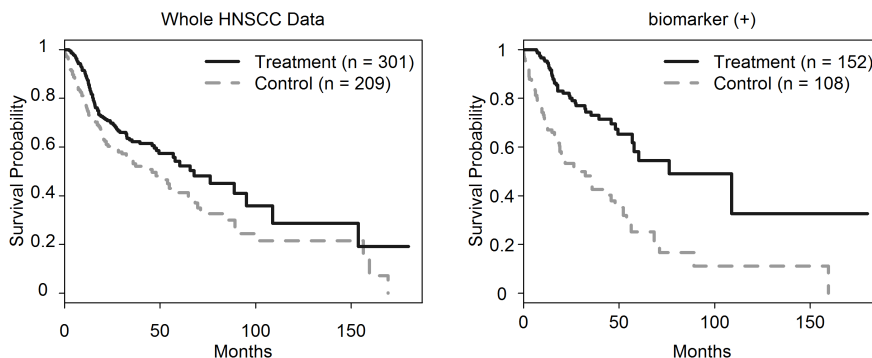 Whole HNSCC Data
Treatment (n = 301)
Control (n = 209)
Survival Probability
1
0.8
0.6
0.4
0.2
0
0
50
100
150
Months
biomarker (+)
Treatment (n = 152)
Control (n = 108)
Survival Probability
1
0.8
0.6
0.4
0.2
0
0
50
100
150
Months